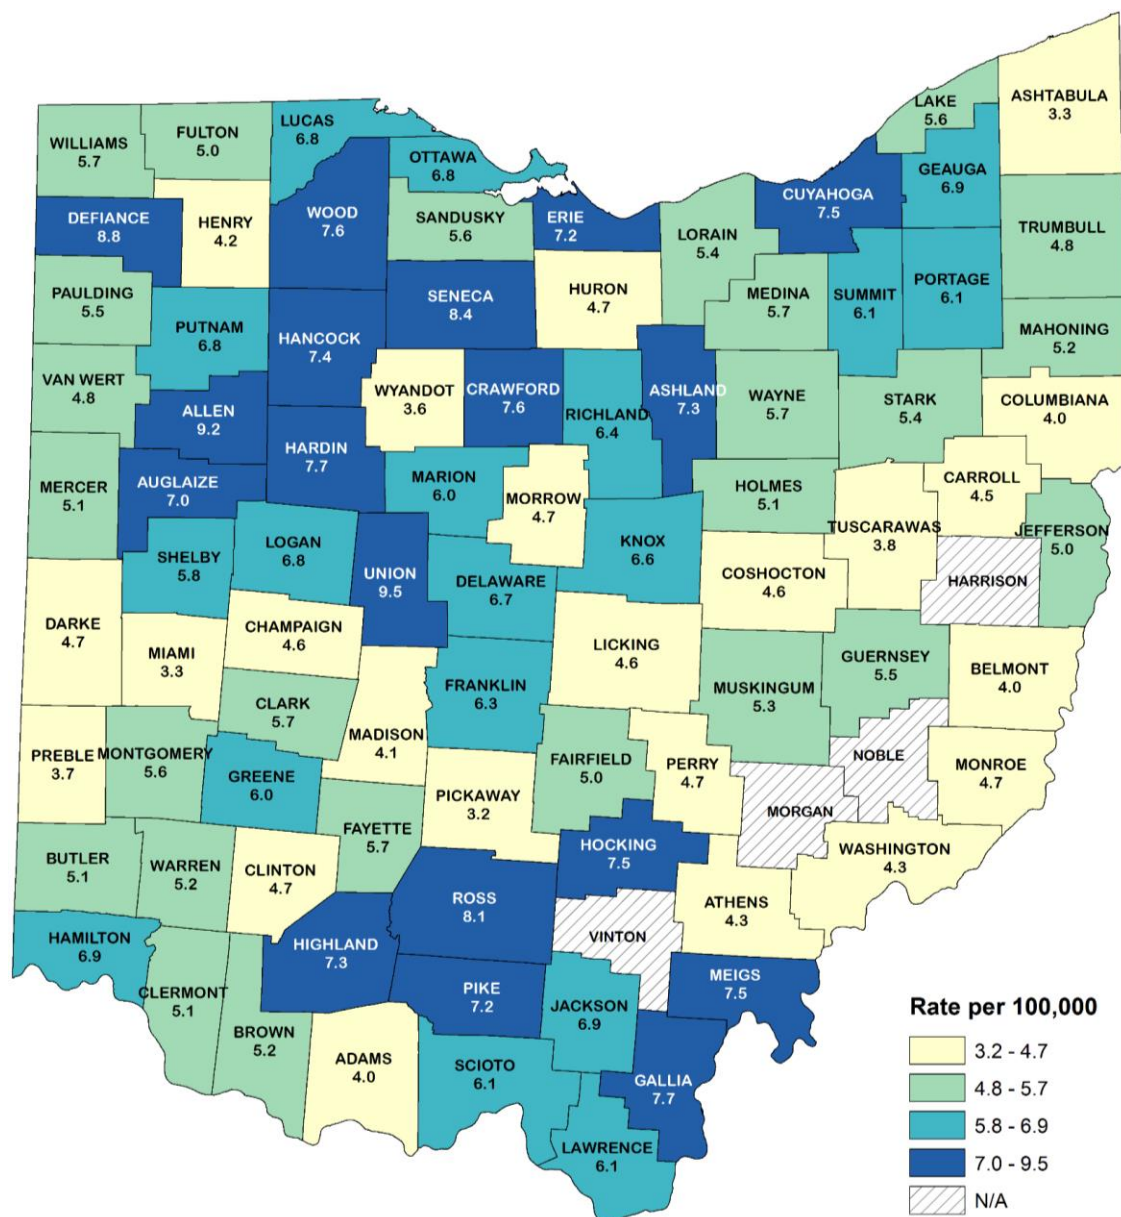 LAKE
5.6
ASHTABULA
3.3
WILLIAMS
5.7
FULTON
5.0
LUCAS
6.8
OTTAWA
6.8
GEAUGA
6.9
CUYAHOGA
7.5
DEFIANCE
8.8
HENRY
4.2
WOOD
7.6
SANDUSKY
5.6
ERIE
7.2
LORAIN
5.4
TRUMBULL
4.8
PAULDING
5.5
PUTNAM
6.8
HANCOCK
7.4
SENECA
8.4
HURON
4.7
MEDINA
5.7
SUMMIT
6.1
PORTAGE
6.1
MAHONING
5.2
VAN WERT
4.8
ALLEN
9.2
WYANDOT
3.6
CRAWFORD
7.6
RICHLAND
6.4
ASHLAND
7.3
WAYNE
5.7
STARK
5.4
COLUMBIANA
4.0
MERCER
5.1
AUGLAIZE
7.0
HARDIN
7.7
MARION
6.0
MORROW
4.7
HOLMES
5.1
TUSCARAWAS
3.8
CARROLL
4.5
JEFFERSON
5.0
SHELBY
5.8
LOGAN
6.8
UNION
9.5
DELAWARE
6.7
KNOX
6.6
COSHOCTON
4.6
HARRISON
DARKE
4.7
MIAMI
3.3
CHAMPAIGN
4.6
LICKING
4.6
GUERNSEY
5.5
BELMONT
4.0
CLARK
5.7
MADISON
4.1
FRANKLIN
6.3
MUSKINGUM
5.3
PREBLE
3.7
MONTGOMERY
5.6
GREENE
6.0
PICKAWAY
3.2
FAIRFIELD
5.0
PERRY
4.7
NOBLE
MONROE
4.7
MORGAN
BUTLER
5.1
WARREN
5.2
CLINTON
4.7
FAYETTE
5.7
HOCKING
7.5
WASHINGTON
4.3
ROSS
8.1
ATHENS
4.3
HAMILTON
6.9
HIGHLAND
7.3
VINTON
CLERMONT
5.1
BROWN
5.2
PIKE
7.2
JACKSON
6.9
MEIGS
7.5
ADAMS
4.0
SCIOTO
6.1
GALLIA
7.7
LAWRENCE
6.1
Rate per 100,000
3.2 - 4.7
4.8 - 5.7
5.8 - 6.9
7.0 - 9.5
N/A